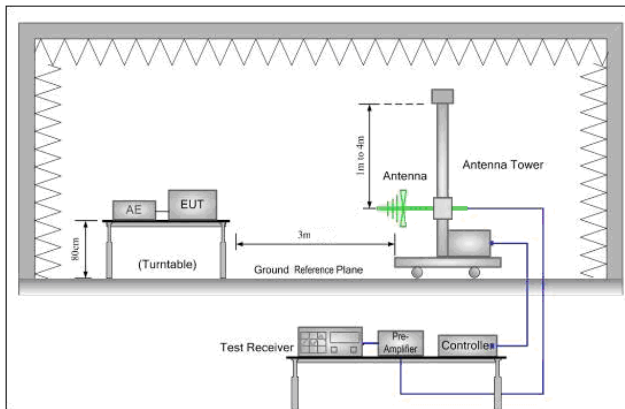 1m to 4m
Antenna
Antenna Tower
AE
EUT
80cm
(Turntable)
3m
Ground Reference Plane
Test Receiver
Pre-
Amplifier
Controller